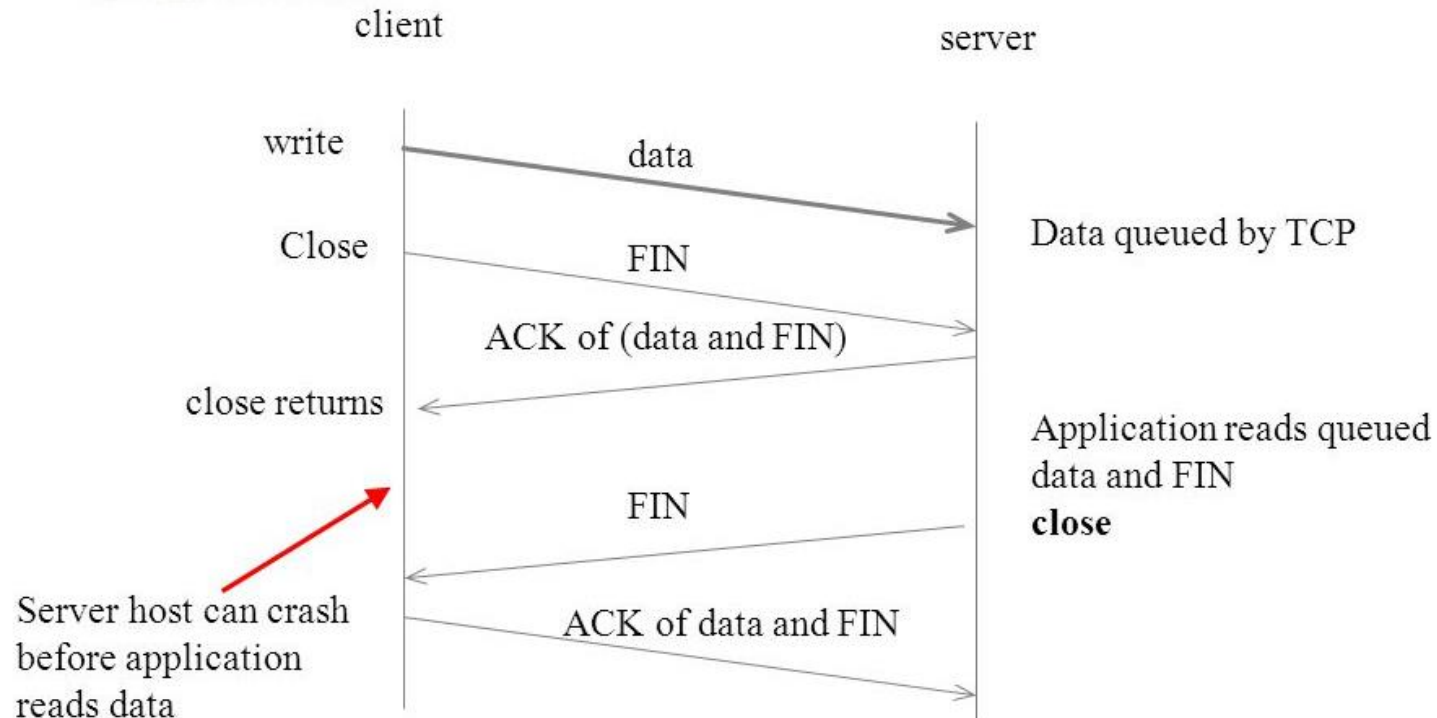 client
server
write
data
Data queued by TCP
Close
FIN
ACK of (data and FIN)
close returns
Application reads queued
data and FIN
close
FIN
Server host can crash
before application
reads data
ACK of data and FIN